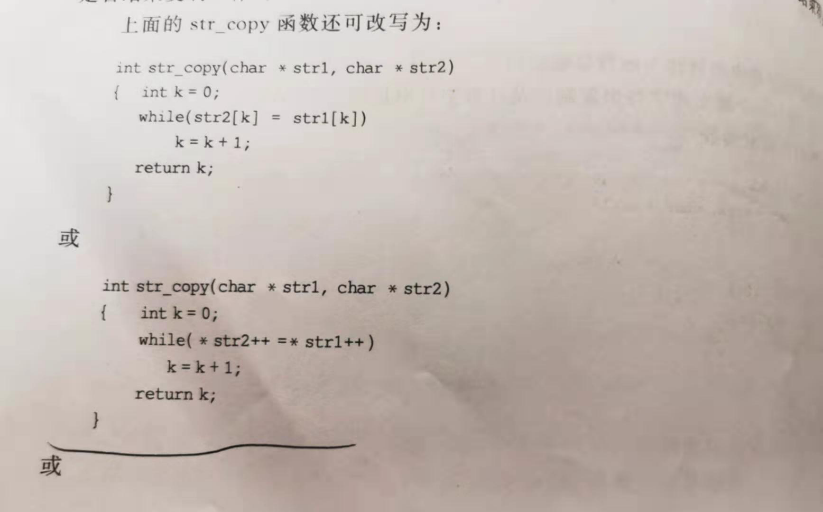 上面的 str_copy 函数还可改写为：
int str_copy(char * str1, char * str2)
{ int k = 0;
while(str2[k] = str1[k])
k = k + 1;
return k;
}
或
int str_copy(char * str1, char * str2)
{ int k = 0;
while( * str2++ =* str1++)
k = k + 1;
return k;
}
或